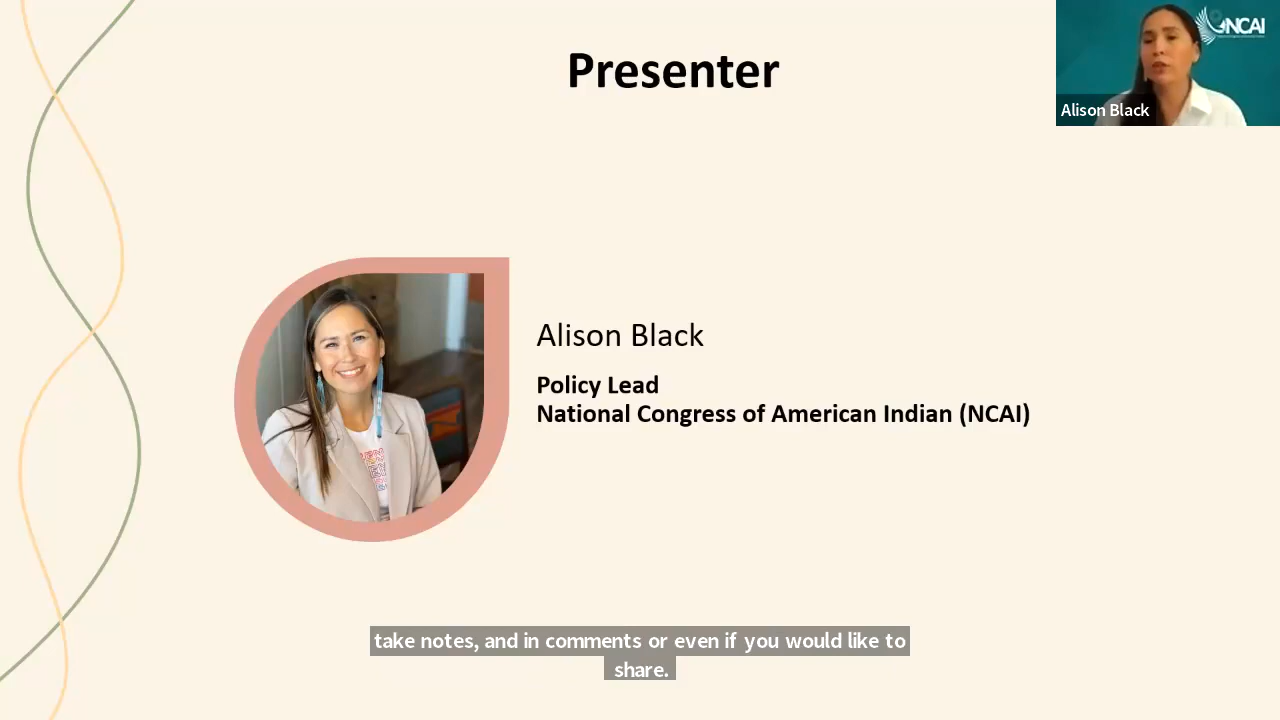 Presenter
NCAI
Alison Black
Alison Black
Policy Lead
National Congress of American Indian (NCAI)
take notes, and in comments or even if you would like to
share.